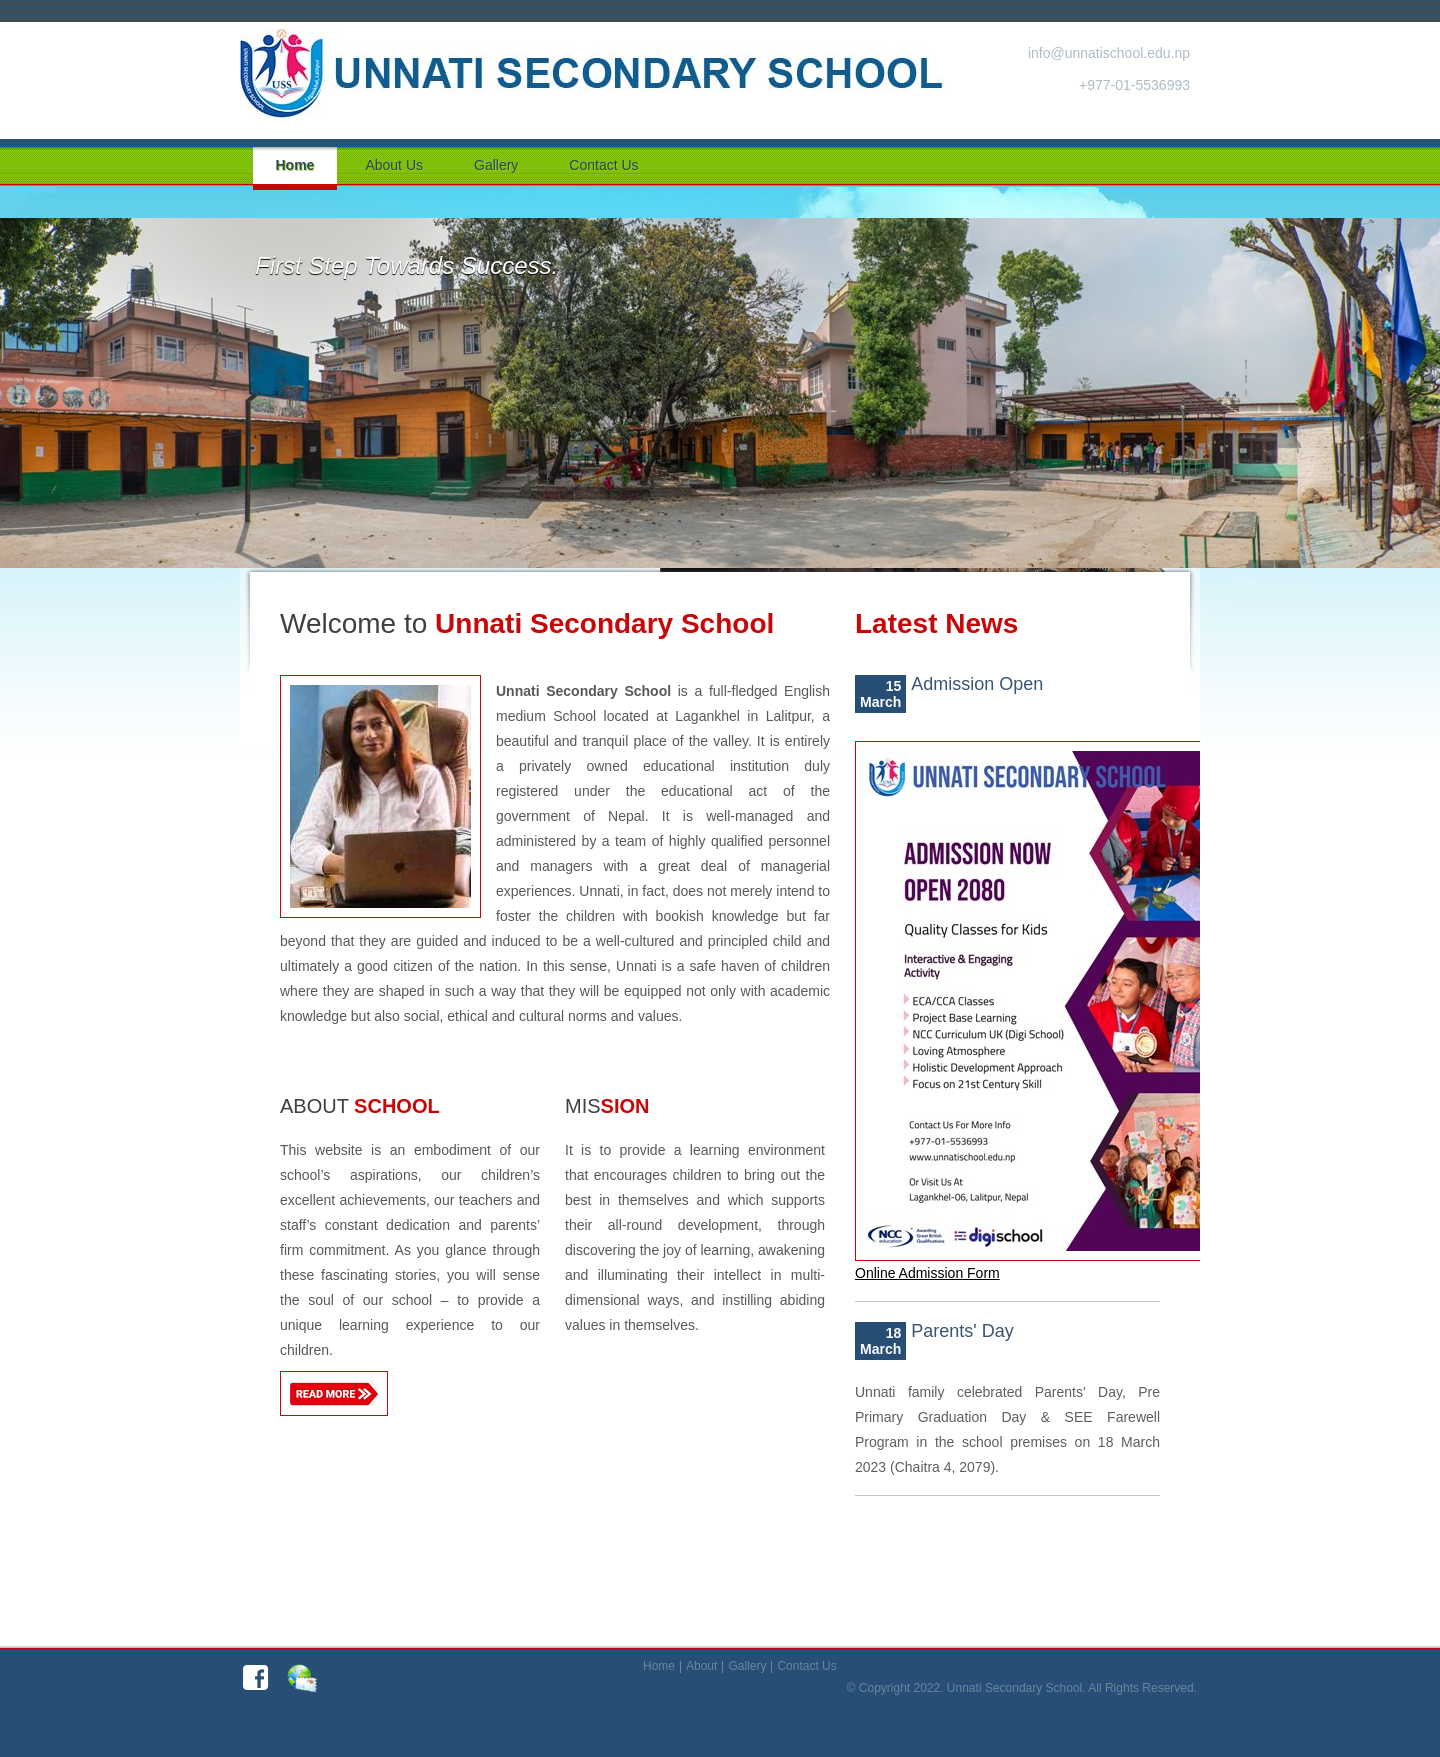 UNNATI SECONDARY SCHOOL
USS
info@unnatischool.edu.np
+977-01-5536993
Home
About Us
Gallery
Contact Us
First Step Towards Success.
Welcome to Unnati Secondary School
Unnati Secondary School is a full-fledged English
medium School located at Lagankhel in Lalitpur, a
beautiful and tranquil place of the valley. It is entirely
a privately owned educational institution duly
registered under the educational act of the
government of Nepal. It is well-managed and
administered by a team of highly qualified personnel
and managers with a great deal of managerial
experiences. Unnati, in fact, does not merely intend to
foster the children with bookish knowledge but far
beyond that they are guided and induced to be a well-cultured and principled child and
ultimately a good citizen of the nation. In this sense, Unnati is a safe haven of children
where they are shaped in such a way that they will be equipped not only with academic
knowledge but also social, ethical and cultural norms and values.
ABOUT SCHOOL
This website is an embodiment of our
school’s aspirations, our children’s
excellent achievements, our teachers and
staff’s constant dedication and parents’
firm commitment. As you glance through
these fascinating stories, you will sense
the soul of our school – to provide a
unique learning experience to our
children.
READ MORE
MISSION
It is to provide a learning environment
that encourages children to bring out the
best in themselves and which supports
their all-round development, through
discovering the joy of learning, awakening
and illuminating their intellect in multi-
dimensional ways, and instilling abiding
values in themselves.
Latest News
15
March
Admission Open
UNNATI SECONDARY SCHOOL
ADMISSION NOW
OPEN 2080
Quality Classes for Kids
Interactive & Engaging
Activity
ECA/CCA Classes
Project Base Learning
NCC Curriculum UK (Digi School)
Loving Atmosphere
Holistic Development Approach
Focus on 21st Century Skill
Contact Us For More Info
+977-01-5536993
www.unnatischool.edu.np
Or Visit Us At
Lagankhel-06, Lalitpur, Nepal
NCC
education
Awarding
Great British
Qualifications
digischool
Online Admission Form
18
March
Parents' Day
Unnati family celebrated Parents' Day, Pre
Primary Graduation Day & SEE Farewell
Program in the school premises on 18 March
2023 (Chaitra 4, 2079).
Home | About | Gallery | Contact Us
© Copyright 2022. Unnati Secondary School. All Rights Reserved.